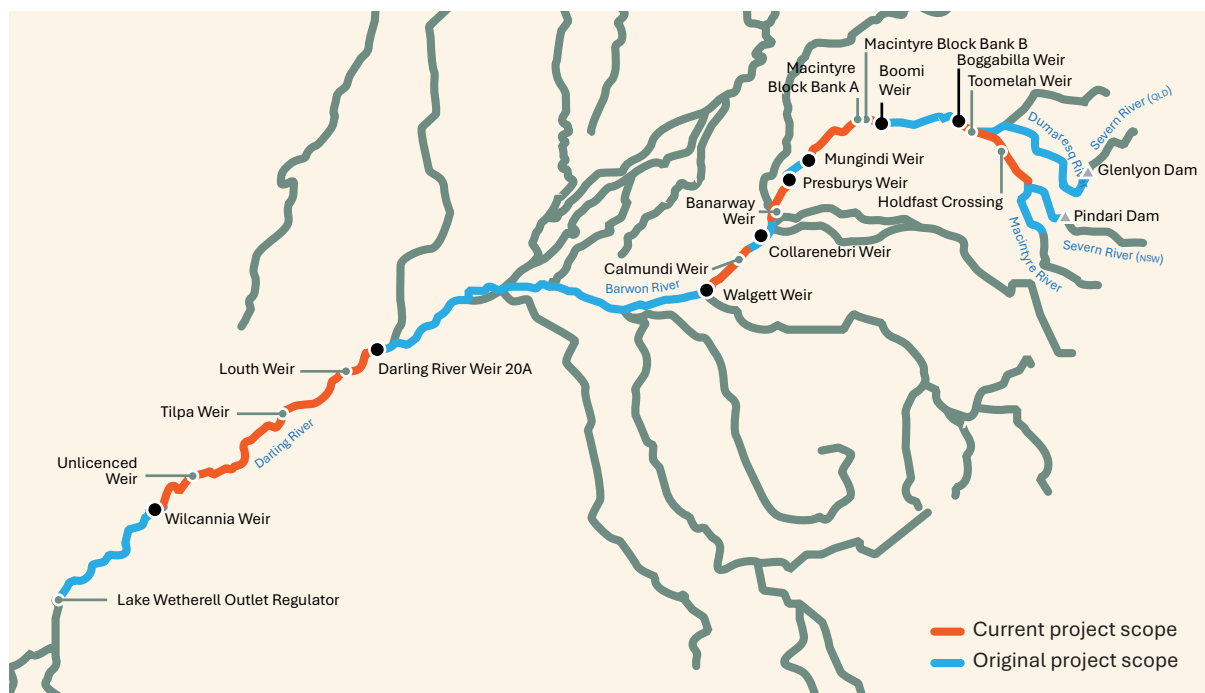 Macintyre Block Bank B
Macintyre
Block Bank A
Boomi
Weir
Boggabilla Weir
Toomelah Weir
Severn River (QLD)
Dumaresq River
Glenlyon Dam
Mungindi Weir
Presburys Weir
Holdfast Crossing
Pindari Dam
Banarway
Weir
Macintyre River
Severn River (NSW)
Collarenebri Weir
Calmundi Weir
Barwon River
Walgett Weir
Louth Weir
Darling River Weir 20A
Tilpa Weir
Darling River
Unlicenced
Weir
Wilcannia Weir
Lake Wetherell Outlet Regulator
Current project scope
Original project scope